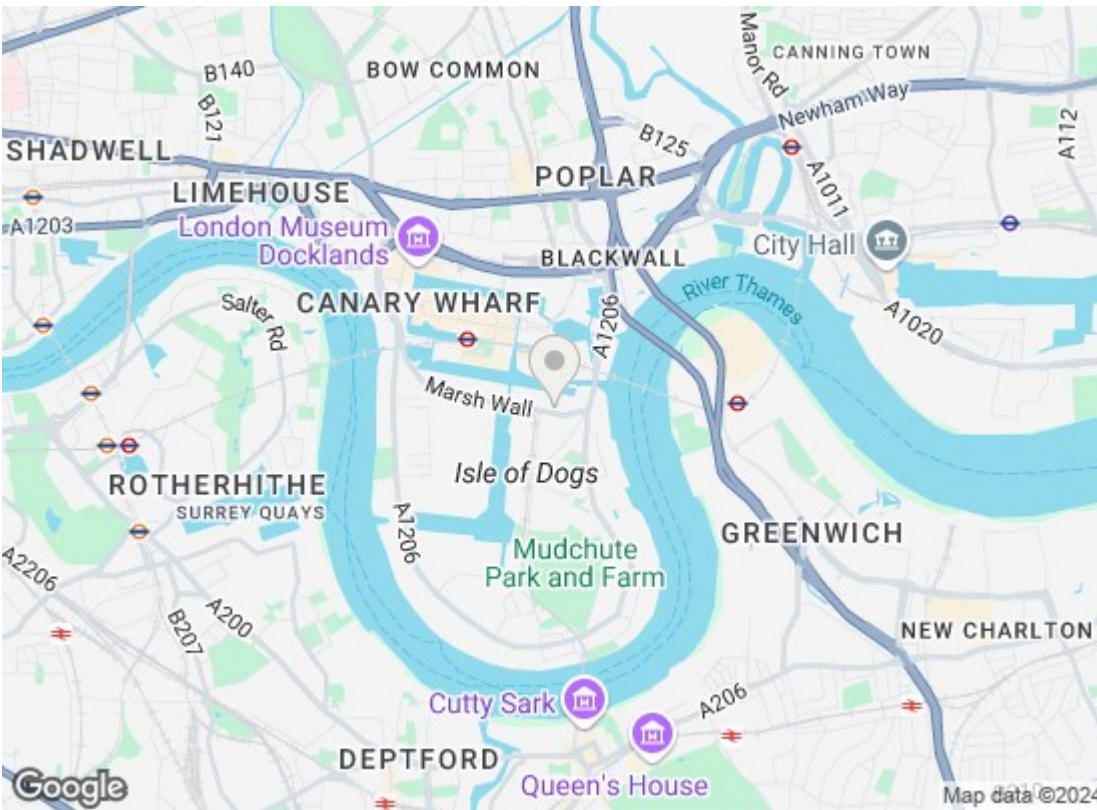 CANNING TOWN
Manor Rd
B140
BOW COMMON
Newham Way
B121
B125
A112
SHADWELL
POPLAR
A1011
LIMEHOUSE
A1203
London Museum
Docklands
City Hall
BLACKWALL
River Thames
Salter Rd
CANARY WHARF
A1206
A1020
Marsh Wall
Isle of Dogs
ROTHERHITHE
SURREY QUAYS
A1206
GREENWICH
Mudchute
Park and Farm
A2206
A200
B207
NEW CHARLTON
Cutty Sark
A206
DEPTFORD
Queen's House
Google
Map data ©2024